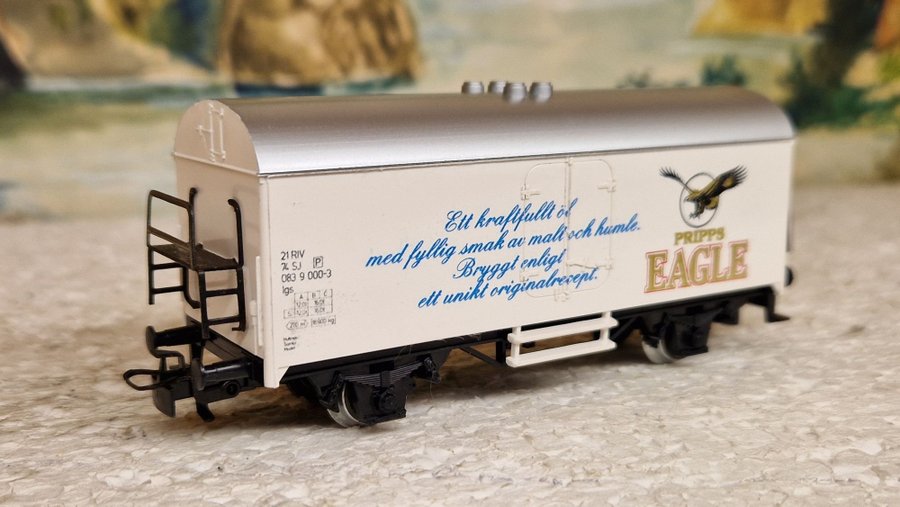 Ett kraftfullt öl
med fyllig smak av malt och humle.
Bryggt enligt
ett unikt originalrecept.
PRIPPS
EAGLE
21 RIV
74 SJ P
083 9 000-3
Igs
A B C